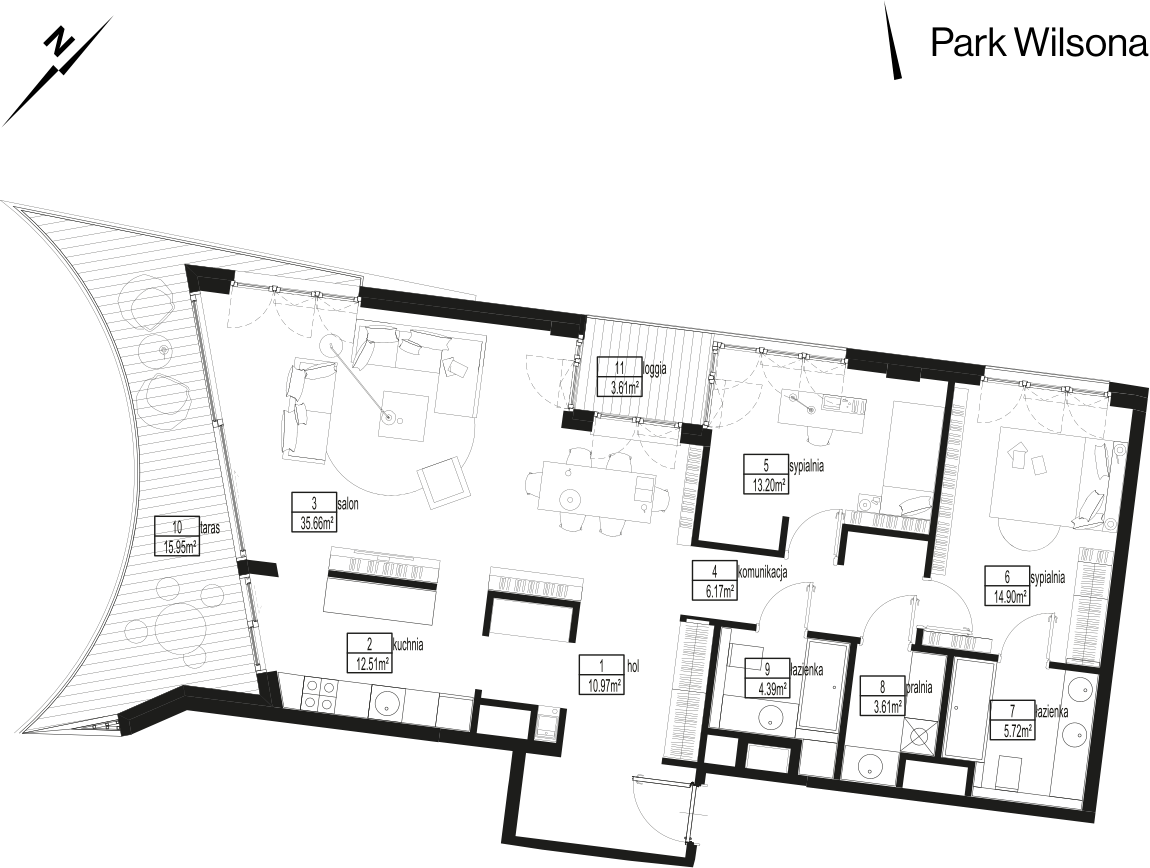 N
Park Wilsona
11 loggia
3.61m²
5 sypialnia
13.20m²
3 salon
35.66m²
10 taras
15.95m²
4 komunikacja
6.17m²
6 sypialnia
14.90m²
2 kuchnia
12.51m²
1 hol
10.97m²
9 łazienka
4.39m²
8 pralnia
3.61m²
7 łazienka
5.72m²